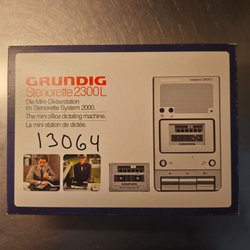 GRUNDIG
Stenorette 2300L
Die Mini-Diktierstation
im Stenorette System 2000.
The mini office dictating machine.
La mini-station de dictée.
13064
GRUNDIG